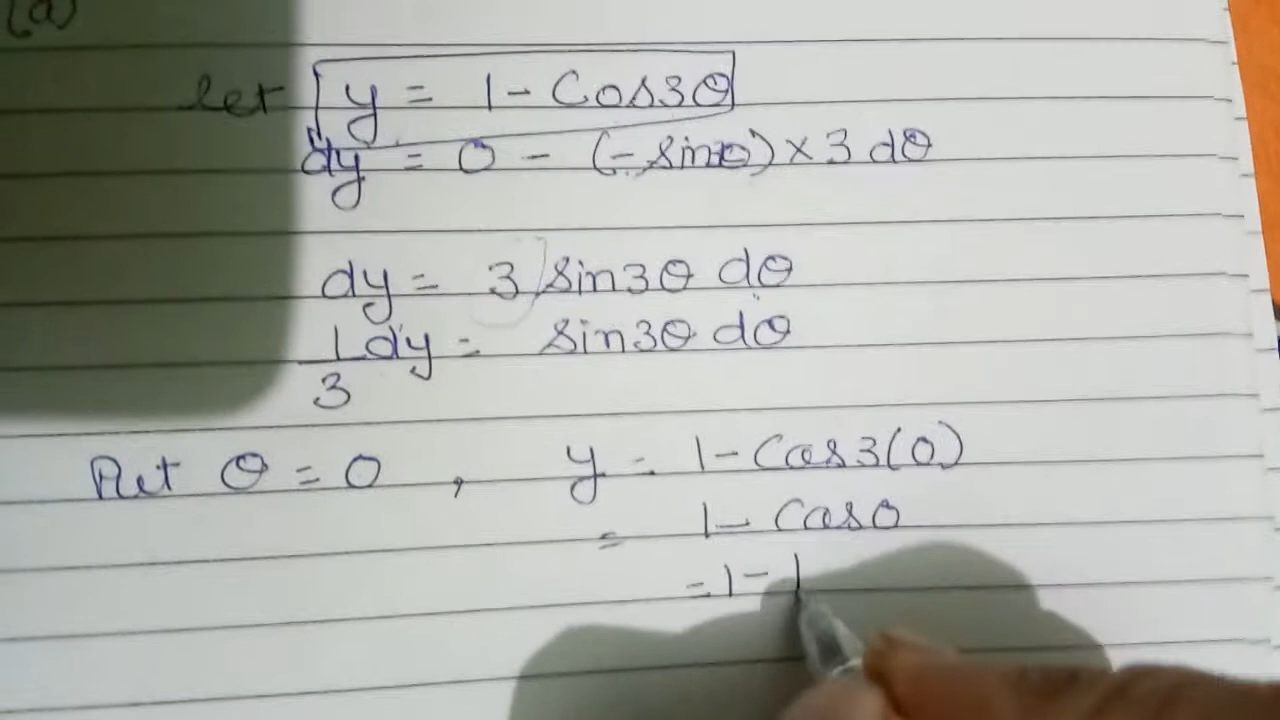 (a)
let y = 1 - Cos3θ
dy = 0 - (- sinθ) × 3 dθ
dy = 3 sin3θ dθ
1/3 dy = sin3θ dθ
Put θ = 0 , y = 1 - Cos3(0)
= 1 - Cos0
= 1 - 1